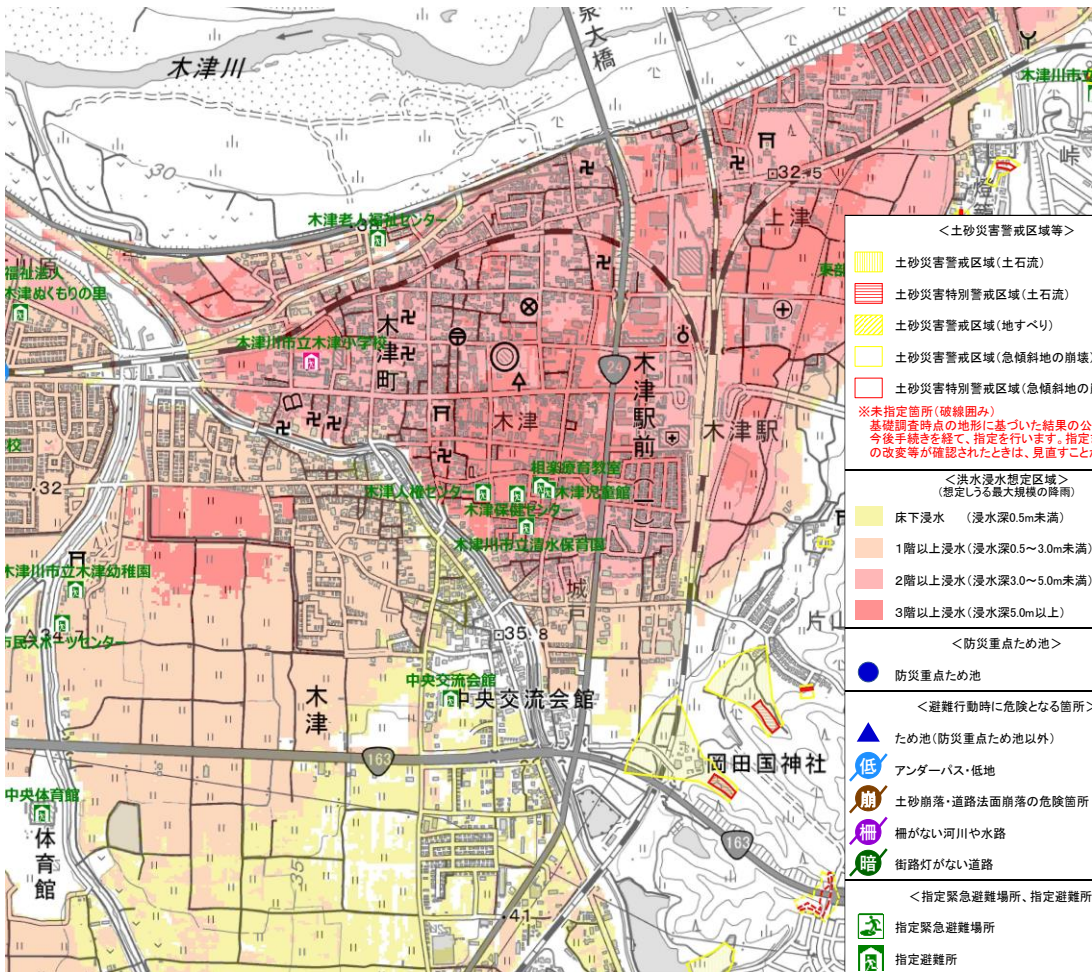 泉大橋
木津川
木津川市立
30
峠
32.5
上津
木津老人福祉センター
福祉法人
木津ぬくもりの里
木津川市立木津小学校
木津町
24
木津駅前
木津
木津駅
校
32
相楽療育教室
木津人権センター
木津児童館
木津保健センター
木津川市立清水保育園
木津川市立木津幼稚園
城戸
35.8
市民スポーツセンター
片山
中央交流会館
中央交流会館
木津
163
岡田国神社
中央体育館
体育館
163
35
41
<土砂災害警戒区域等>
土砂災害警戒区域(土石流)
土砂災害特別警戒区域(土石流)
土砂災害警戒区域(地すべり)
土砂災害警戒区域(急傾斜地の崩壊)
土砂災害特別警戒区域(急傾斜地の
※未指定箇所(破線囲み)
基礎調査時点の地形に基づいた結果の公
今後手続きを経て、指定を行います。指定
の改変等が確認されたときは、見直すこと
<洪水浸水想定区域>
(想定しうる最大規模の降雨)
床下浸水 (浸水深0.5m未満)
1階以上浸水(浸水深0.5~3.0m未満)
2階以上浸水(浸水深3.0~5.0m未満)
3階以上浸水(浸水深5.0m以上)
<防災重点ため池>
防災重点ため池
<避難行動時に危険となる箇所>
ため池(防災重点ため池以外)
低 アンダーパス・低地
崩 土砂崩落・道路法面崩落の危険箇所
柵 柵がない河川や水路
暗 街路灯がない道路
<指定緊急避難場所、指定避難所
指定緊急避難場所
指定避難所